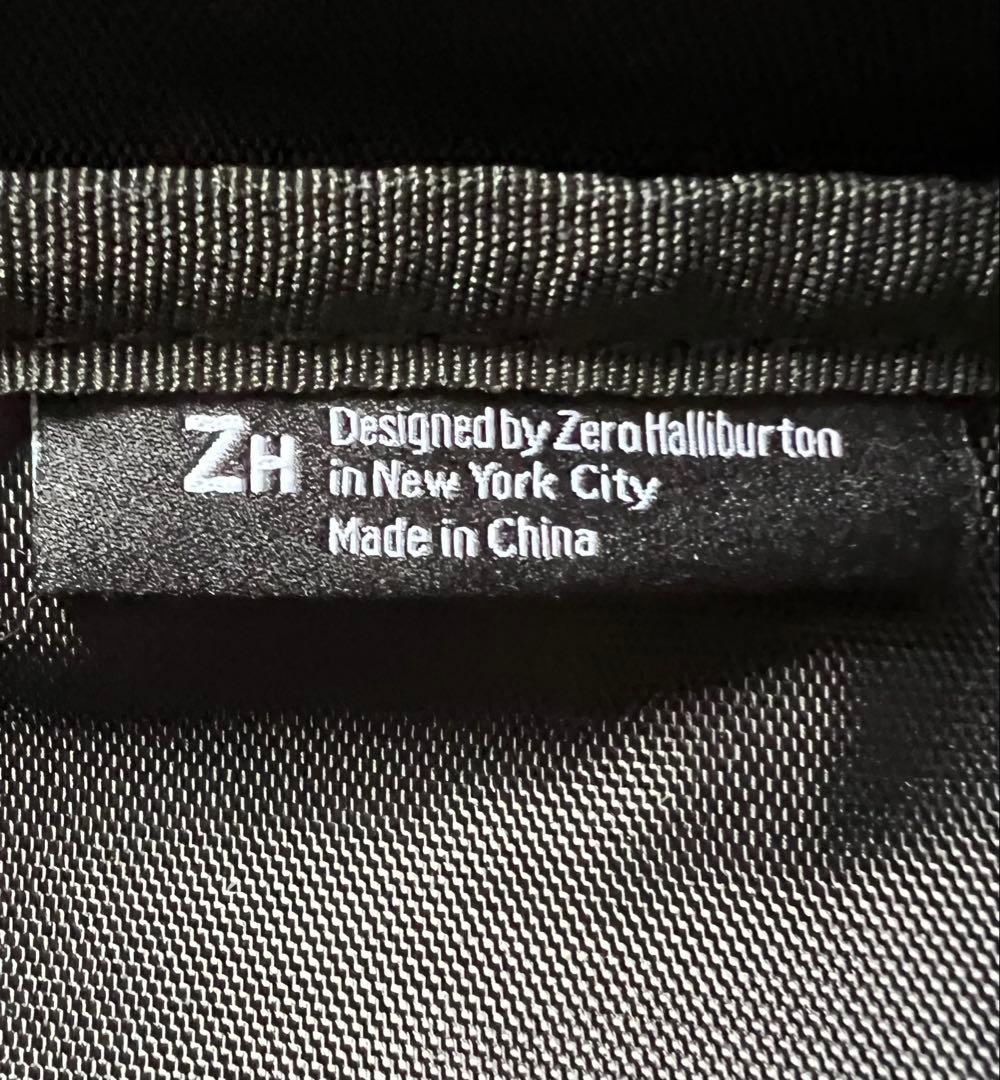 ZH
Designed by Zero Halliburton
in New York City
Made in China